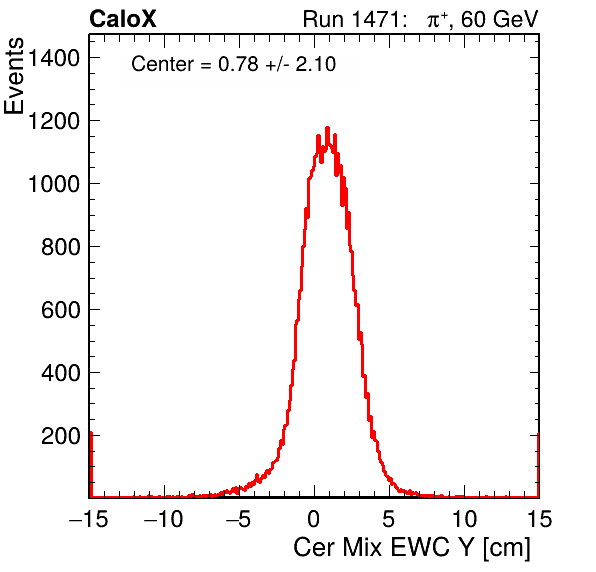 CaloX Run 1471: π⁺, 60 GeV
Events
Center = 0.78 +/- 2.10
1400
1200
1000
800
600
400
200
−15 −10 −5 0 5 10 15
Cer Mix EWC Y [cm]